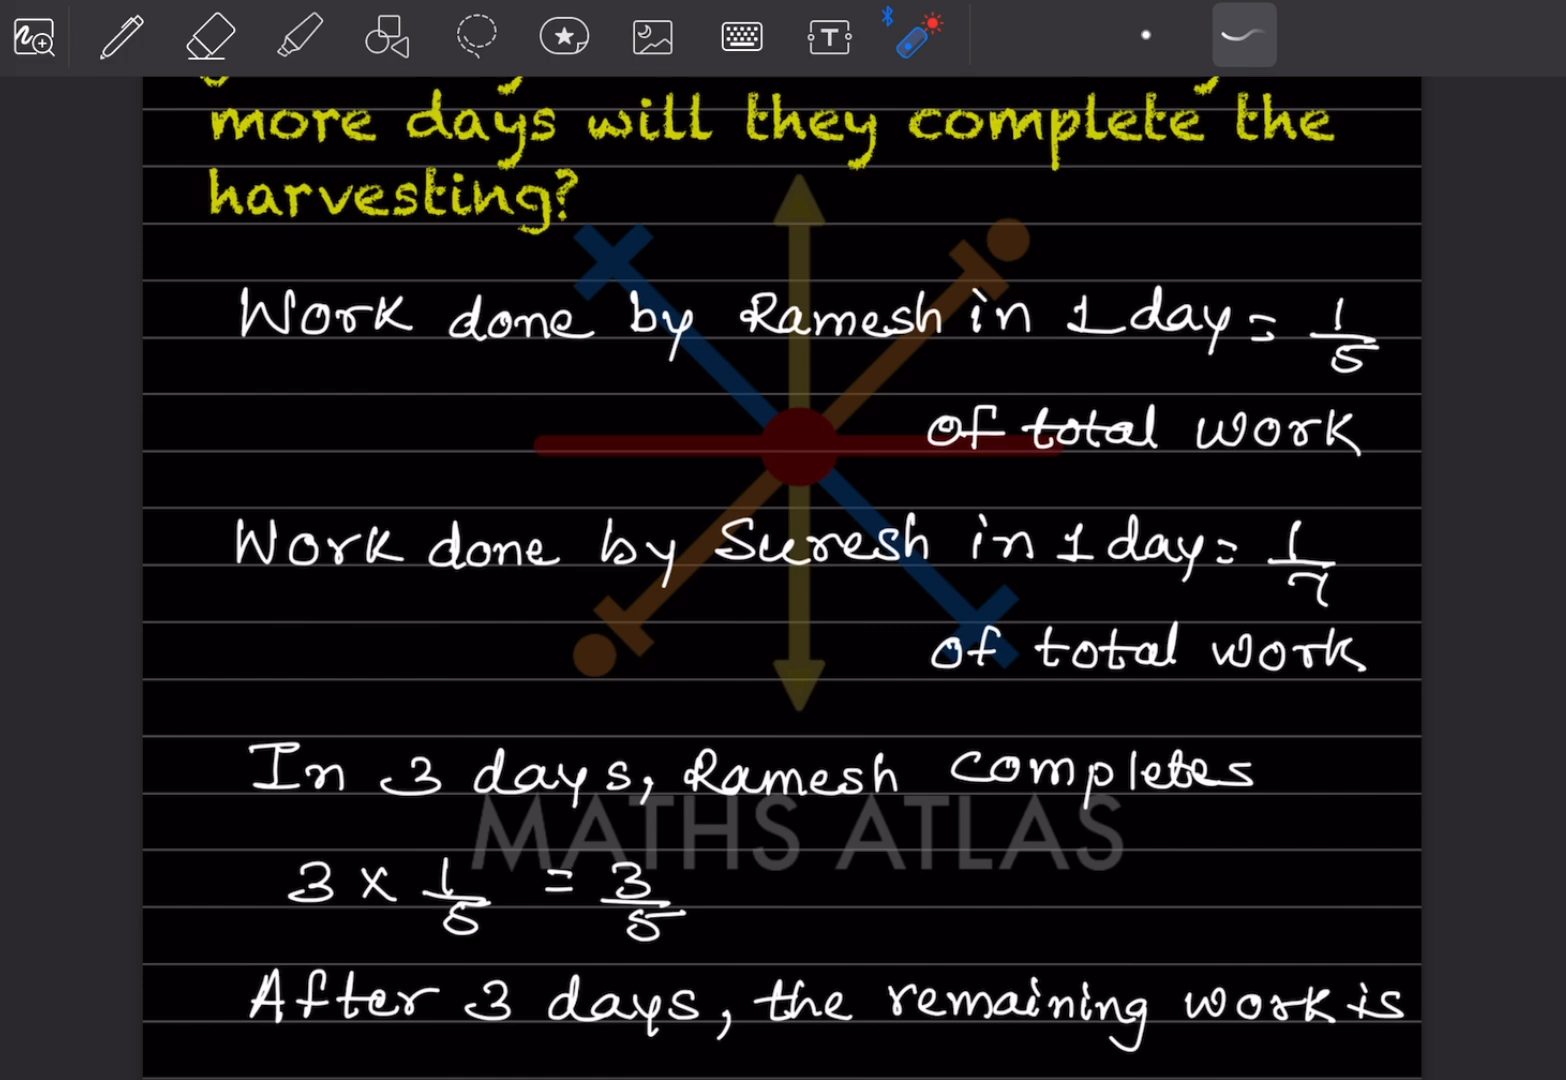 more days will they complete the
harvesting?
Work done by Ramesh in 1 day = 1/5
of total work
Work done by Suresh in 1 day = 1/7
of total work
In 3 days, Ramesh completes
MATHS ATLAS
3 × 1/5 = 3/5
After 3 days, the remaining work is